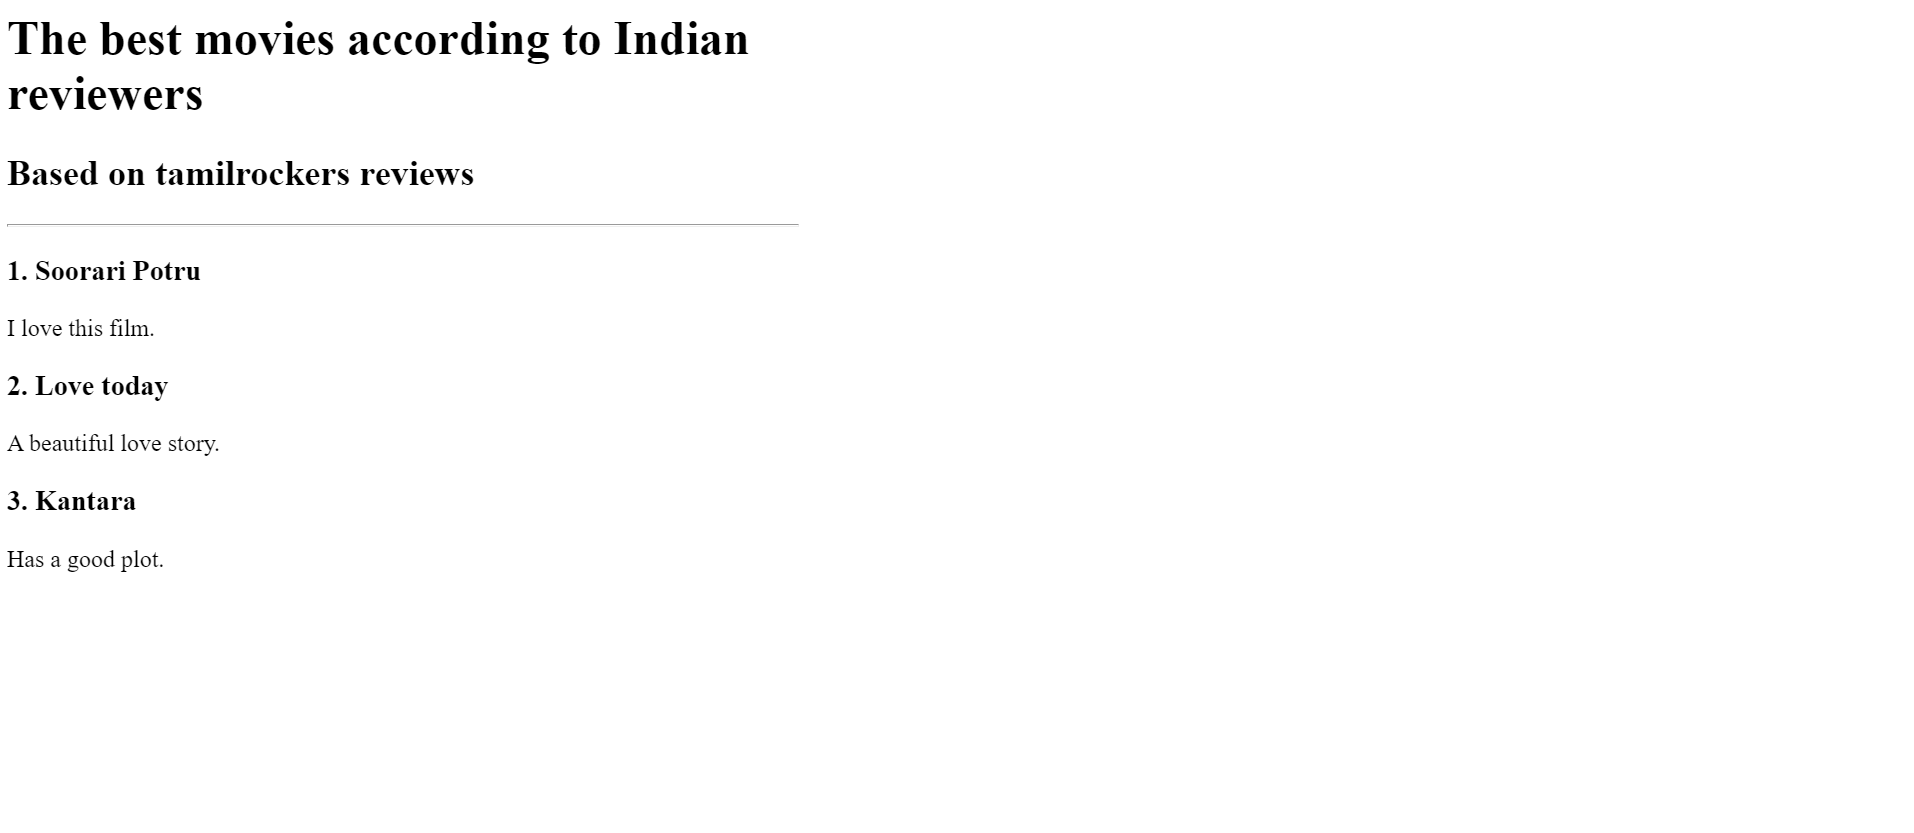 The best movies according to Indian
reviewers
Based on tamilrockers reviews
1. Soorari Potru
I love this film.
2. Love today
A beautiful love story.
3. Kantara
Has a good plot.